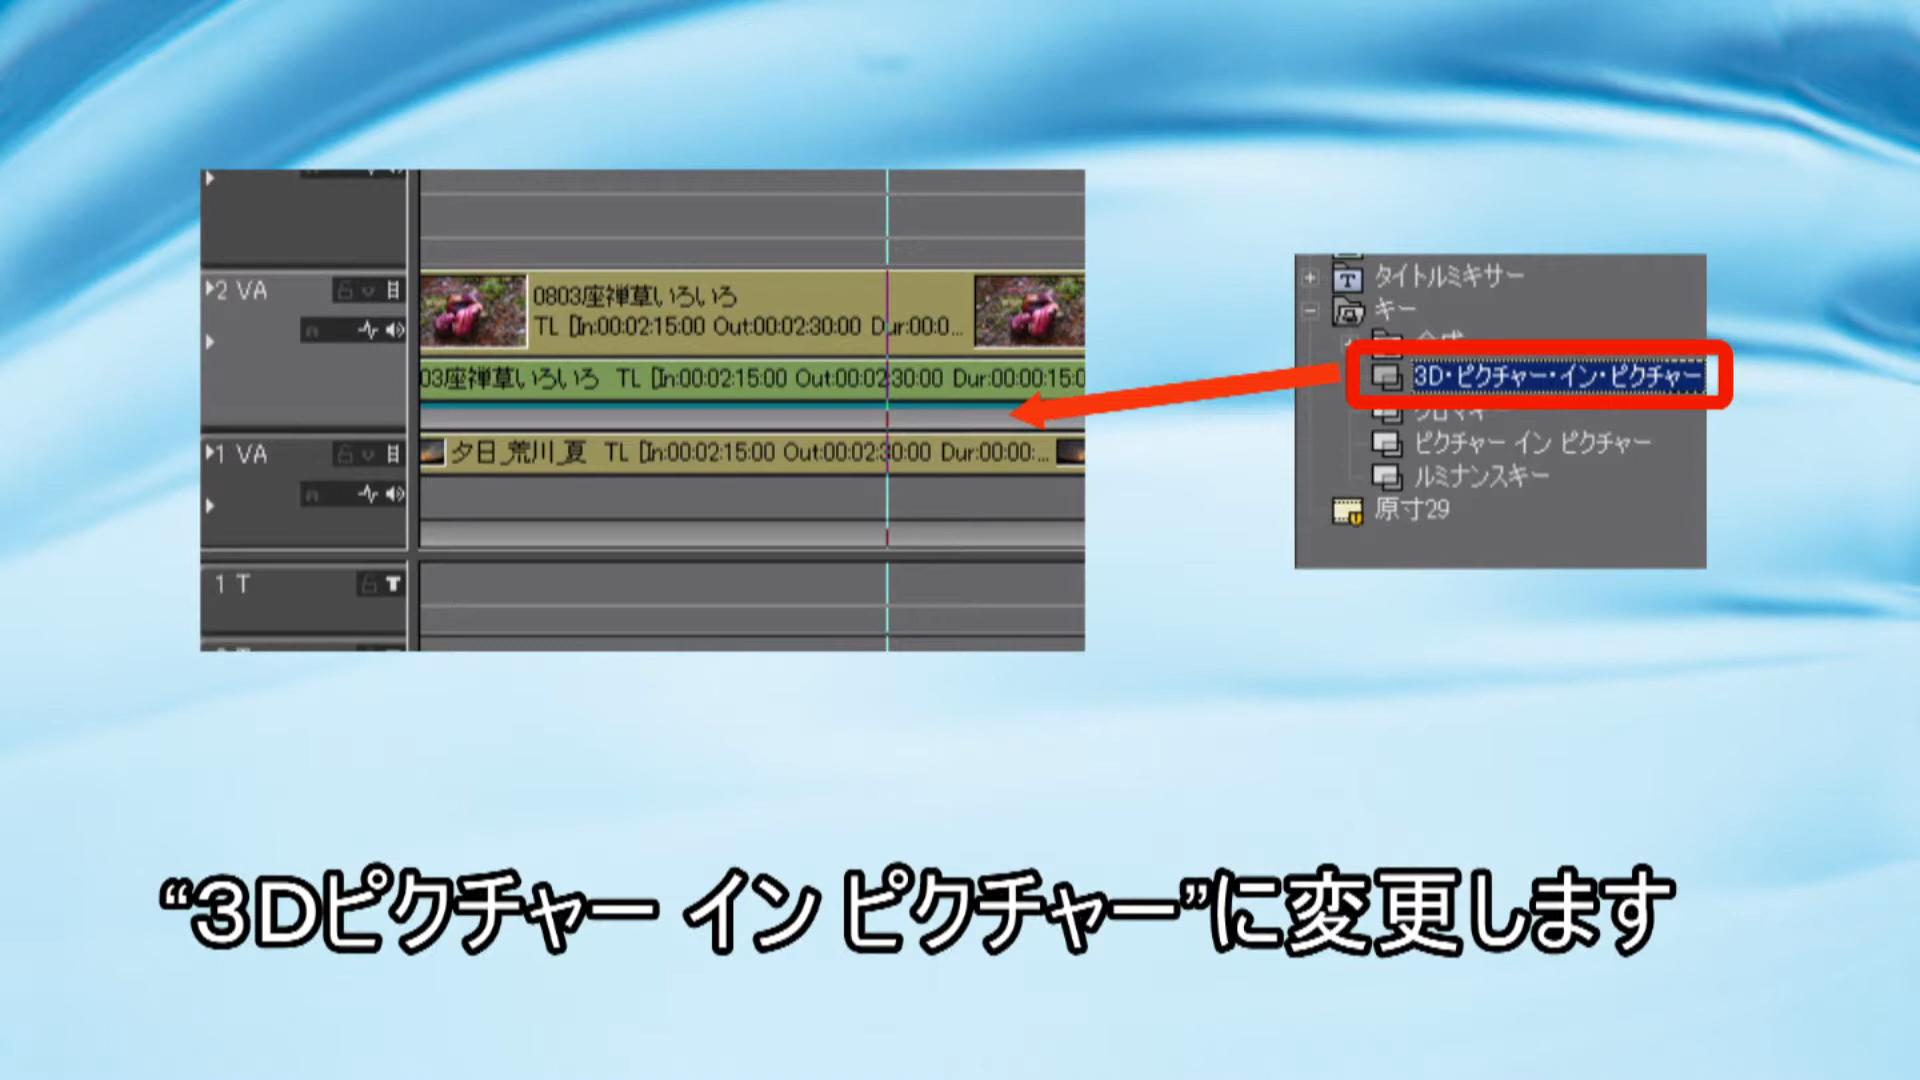 2 VA
0803座禅草いろいろ
TL [In:00:02:15:00 Out:00:02:30:00 Dur:00:0...
03座禅草いろいろ TL [In:00:02:15:00 Out:00:02:30:00 Dur:00:00:15:0
1 VA
夕日_荒川_夏 TL [In:00:02:15:00 Out:00:02:30:00 Dur:00:00:...
1 T
T
タイトルミキサー
キー
3D・ピクチャー・イン・ピクチャー
クロマキー
ピクチャー イン ピクチャー
ルミナンスキー
原寸29
“3Dピクチャー イン ピクチャー”に変更します